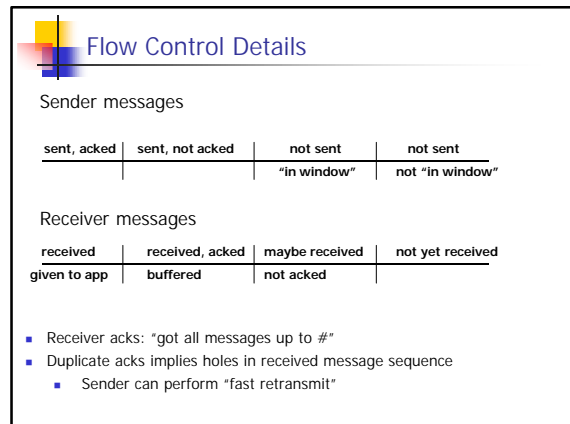 Flow Control Details
Sender messages
sent, acked sent, not acked not sent not sent
"in window" not "in window"
Receiver messages
received received, acked maybe received not yet received
given to app buffered not acked
Receiver acks: "got all messages up to #"
Duplicate acks implies holes in received message sequence
Sender can perform "fast retransmit"